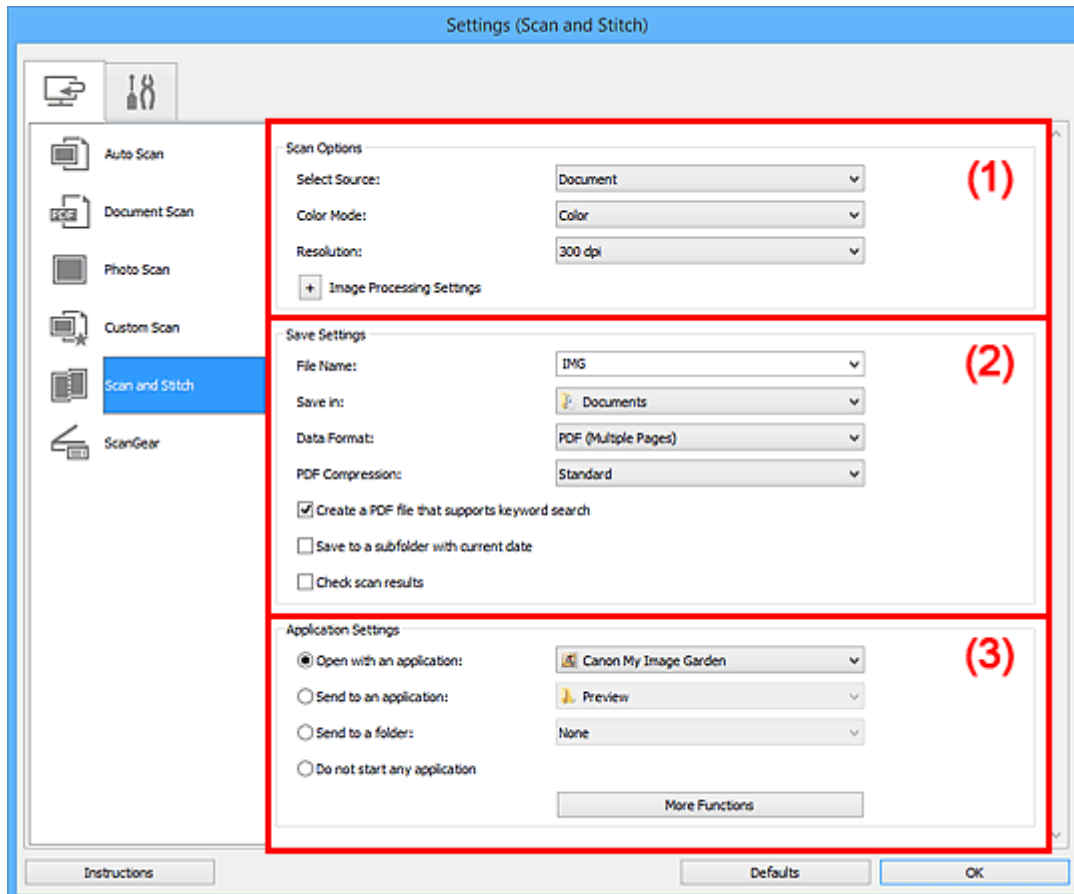 Settings (Scan and Stitch)
Auto Scan
Document Scan
Photo Scan
Custom Scan
Scan and Stitch
ScanGear
Scan Options
(1)
Select Source: Document
Color Mode: Color
Resolution: 300 dpi
+ Image Processing Settings
Save Settings
(2)
File Name: IMG
Save in: Documents
Data Format: PDF (Multiple Pages)
PDF Compression: Standard
Create a PDF file that supports keyword search
Save to a subfolder with current date
Check scan results
Application Settings
(3)
Open with an application: Canon My Image Garden
Send to an application: Preview
Send to a folder: None
Do not start any application
More Functions
Instructions Defaults OK